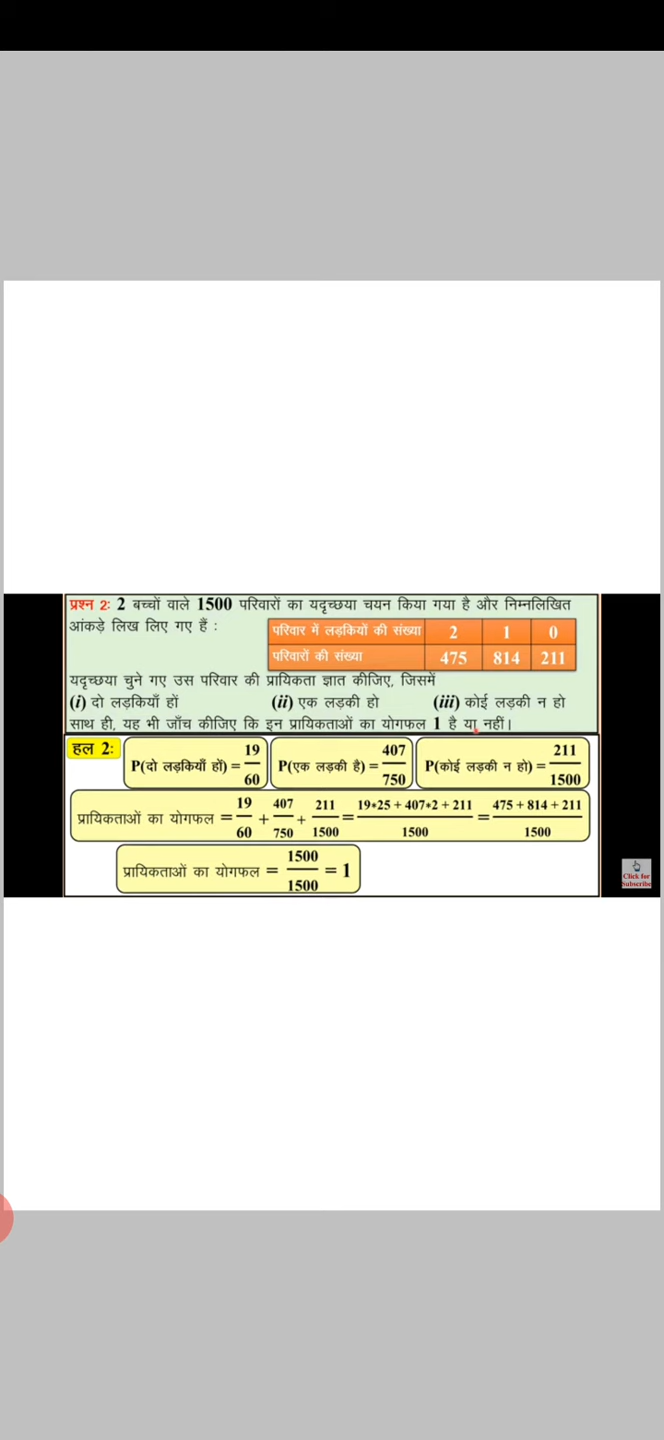 प्रश्न 2: 2 बच्चों वाले 1500 परिवारों का यदृच्छया चयन किया गया है और निम्नलिखित
आंकड़े लिख लिए गए हैं :
परिवार में लड़कियों की संख्या 2 1 0
परिवारों की संख्या 475 814 211
यदृच्छया चुने गए उस परिवार की प्रायिकता ज्ञात कीजिए, जिसमें
(i) दो लड़कियाँ हों (ii) एक लड़की हो (iii) कोई लड़की न हो
साथ ही, यह भी जाँच कीजिए कि इन प्रायिकताओं का योगफल 1 है या नहीं।
हल 2:
P(दो लड़कियाँ हों) = 19/60 P(एक लड़की है) = 407/750 P(कोई लड़की न हो) = 211/1500
प्रायिकताओं का योगफल = 19/60 + 407/750 + 211/1500 = 19*25 + 407*2 + 211/1500 = 475 + 814 + 211/1500
प्रायिकताओं का योगफल = 1500/1500 = 1
Click for
Subscribe